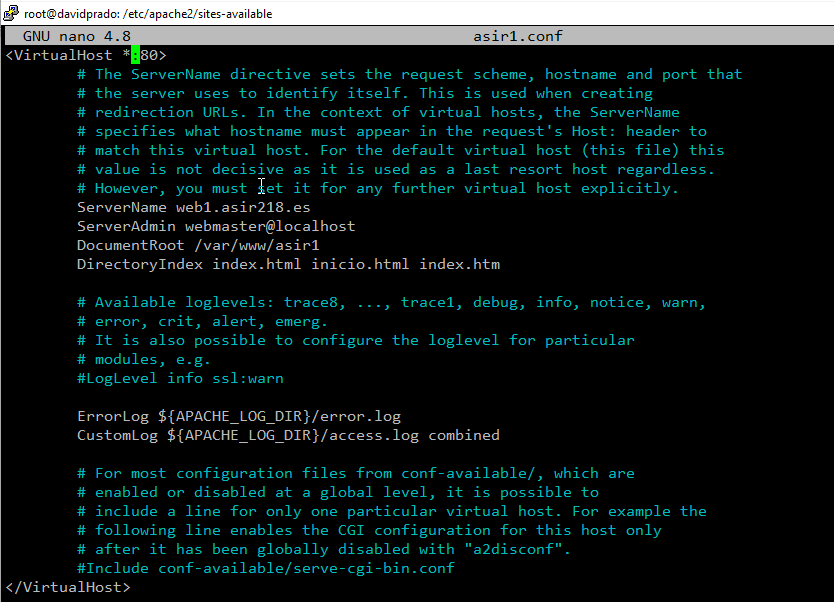 root@davidprado: /etc/apache2/sites-available
GNU nano 4.8 asir1.conf
<VirtualHost *:80>
# The ServerName directive sets the request scheme, hostname and port that
# the server uses to identify itself. This is used when creating
# redirection URLs. In the context of virtual hosts, the ServerName
# specifies what hostname must appear in the request's Host: header to
# match this virtual host. For the default virtual host (this file) this
# value is not decisive as it is used as a last resort host regardless.
# However, you must set it for any further virtual host explicitly.
ServerName web1.asir218.es
ServerAdmin webmaster@localhost
DocumentRoot /var/www/asir1
DirectoryIndex index.html inicio.html index.htm
# Available loglevels: trace8, ..., trace1, debug, info, notice, warn,
# error, crit, alert, emerg.
# It is also possible to configure the loglevel for particular
# modules, e.g.
#LogLevel info ssl:warn
ErrorLog ${APACHE_LOG_DIR}/error.log
CustomLog ${APACHE_LOG_DIR}/access.log combined
# For most configuration files from conf-available/, which are
# enabled or disabled at a global level, it is possible to
# include a line for only one particular virtual host. For example the
# following line enables the CGI configuration for this host only
# after it has been globally disabled with "a2disconf".
#Include conf-available/serve-cgi-bin.conf
</VirtualHost>